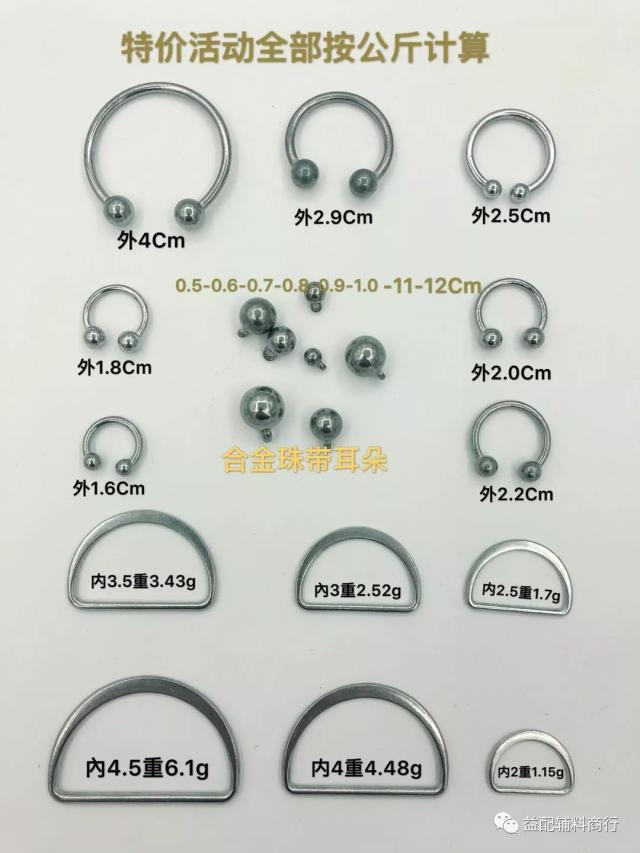 特价活动全部按公斤计算
外4Cm
外2.9Cm
外2.5Cm
0.5-0.6-0.7-0.8-0.9-1.0 -11-12Cm
外1.8Cm
外2.0Cm
合金珠带耳朵
外1.6Cm
外2.2Cm
内3.5重3.43g
內3重2.52g
内2.5重1.7g
內4.5重6.1g
内4重4.48g
内2重1.15g
益配辅料商行